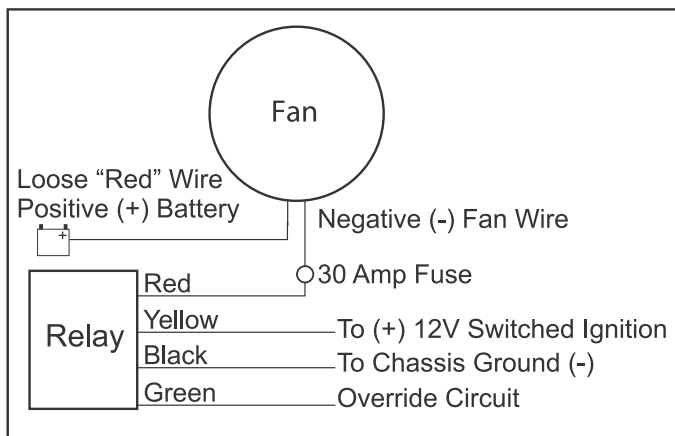 Fan
Loose “Red” Wire
Positive (+) Battery
+
Negative (-) Fan Wire
30 Amp Fuse
Red
Relay
Yellow
To (+) 12V Switched Ignition
Black
To Chassis Ground (-)
Green
Override Circuit